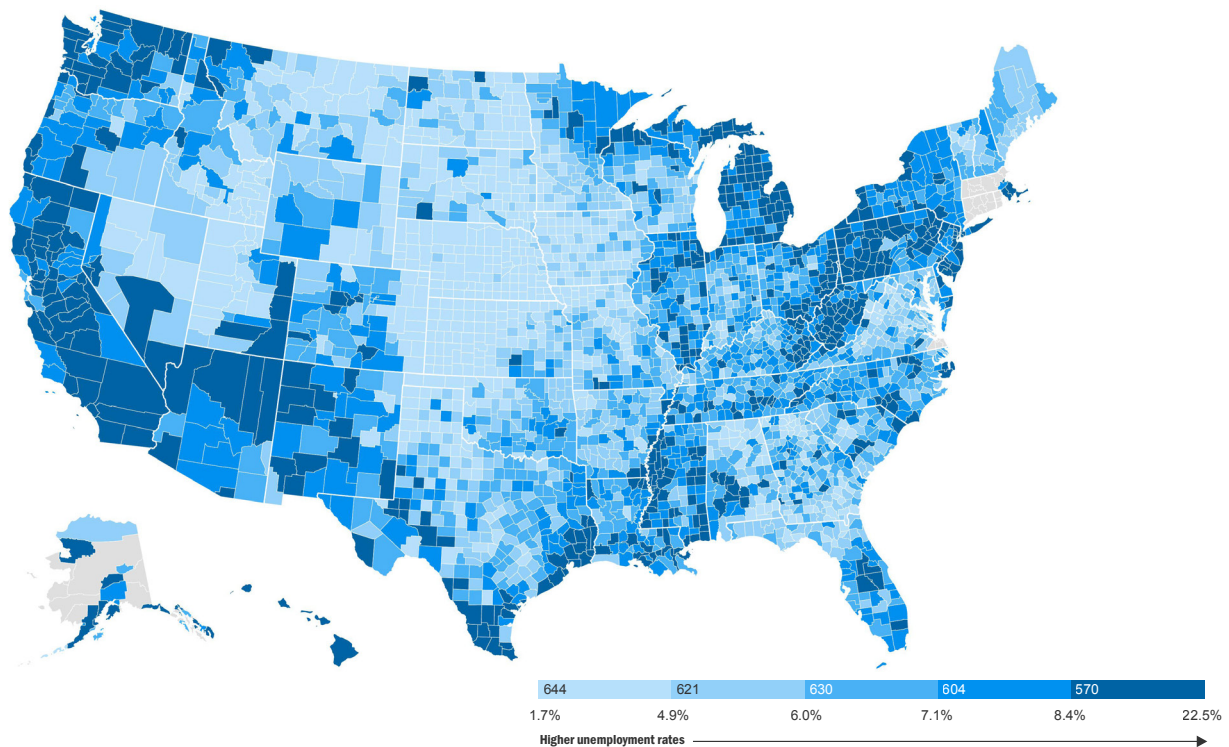 644 621 630 604 570
1.7% 4.9% 6.0% 7.1% 8.4% 22.5%
Higher unemployment rates